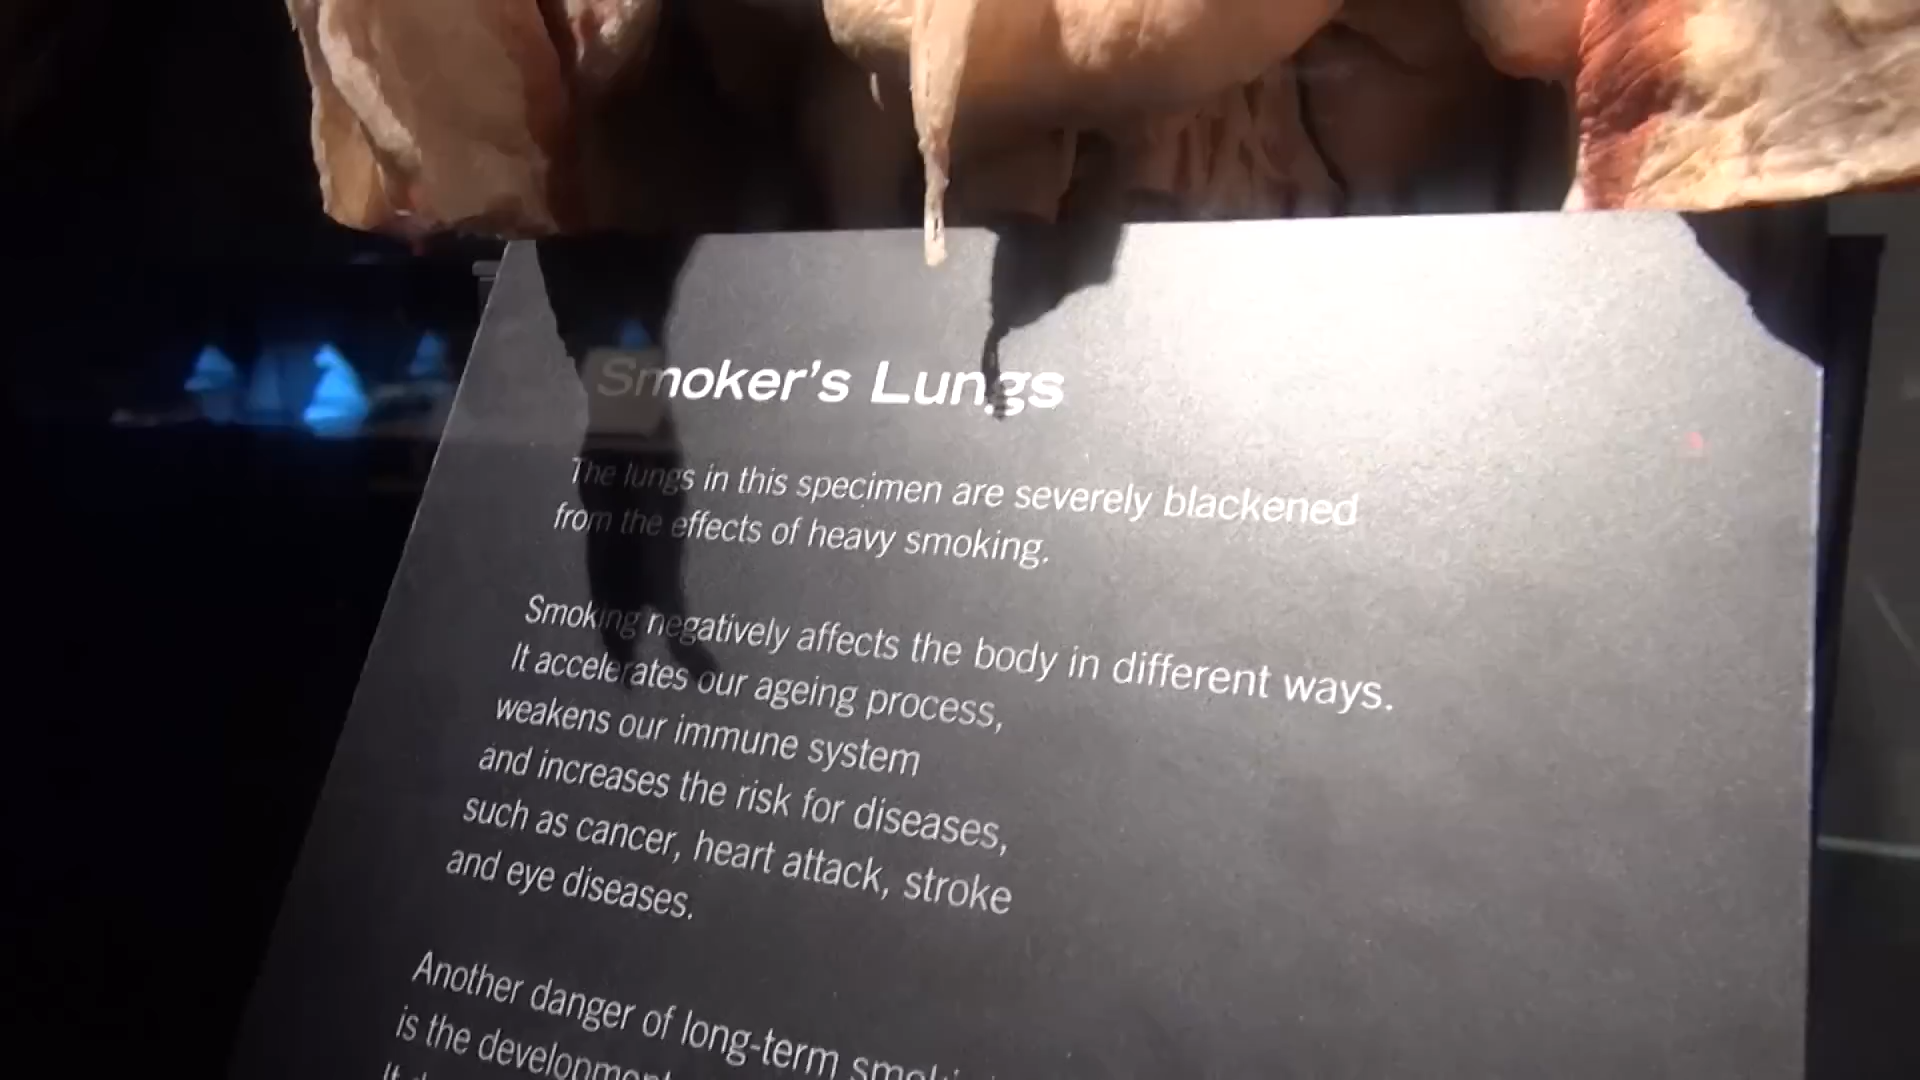 Smoker's Lungs
The lungs in this specimen are severely blackened
from the effects of heavy smoking.
Smoking negatively affects the body in different ways.
It accelerates our ageing process,
weakens our immune system
and increases the risk for diseases,
such as cancer, heart attack, stroke
and eye diseases.
Another danger of long-term
is the
It